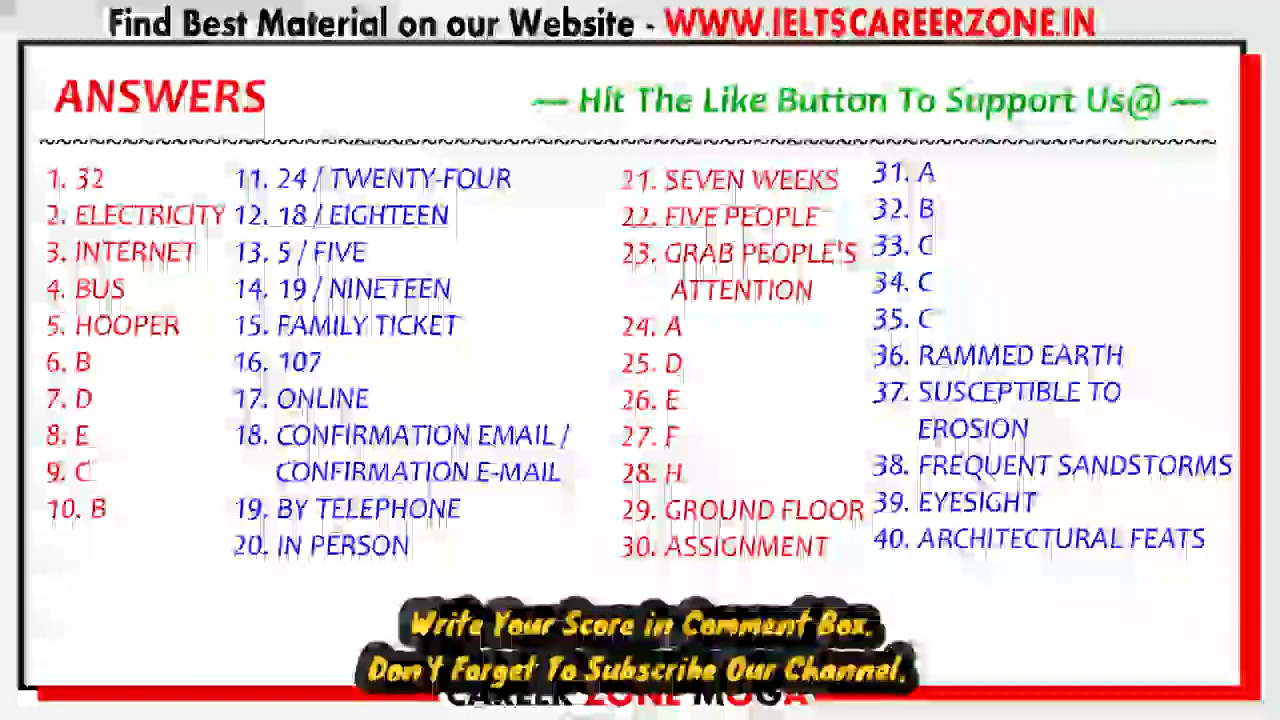 Find Best Material on our Website - WWW.IELTSCAREERZONE.IN
ANSWERS
--- Hit The Like Button To Support Us@ ---
1. 32
2. ELECTRICITY
3. INTERNET
4. BUS
5. HOOPER
6. B
7. D
8. E
9. C
10. B
11. 24 / TWENTY-FOUR
12. 18 / EIGHTEEN
13. 5 / FIVE
14. 19 / NINETEEN
15. FAMILY TICKET
16. 107
17. ONLINE
18. CONFIRMATION EMAIL /
CONFIRMATION E-MAIL
19. BY TELEPHONE
20. IN PERSON
21. SEVEN WEEKS
22. FIVE PEOPLE
23. GRAB PEOPLE'S
ATTENTION
24. A
25. D
26. E
27. F
28. H
29. GROUND FLOOR
30. ASSIGNMENT
31. A
32. B
33. C
34. C
35. C
36. RAMMED EARTH
37. SUSCEPTIBLE TO
EROSION
38. FREQUENT SANDSTORMS
39. EYESIGHT
40. ARCHITECTURAL FEATS
Write Your Score in Comment Box.
Don't Forget To Subscribe Our Channel.
CAREER ZONE MOGA